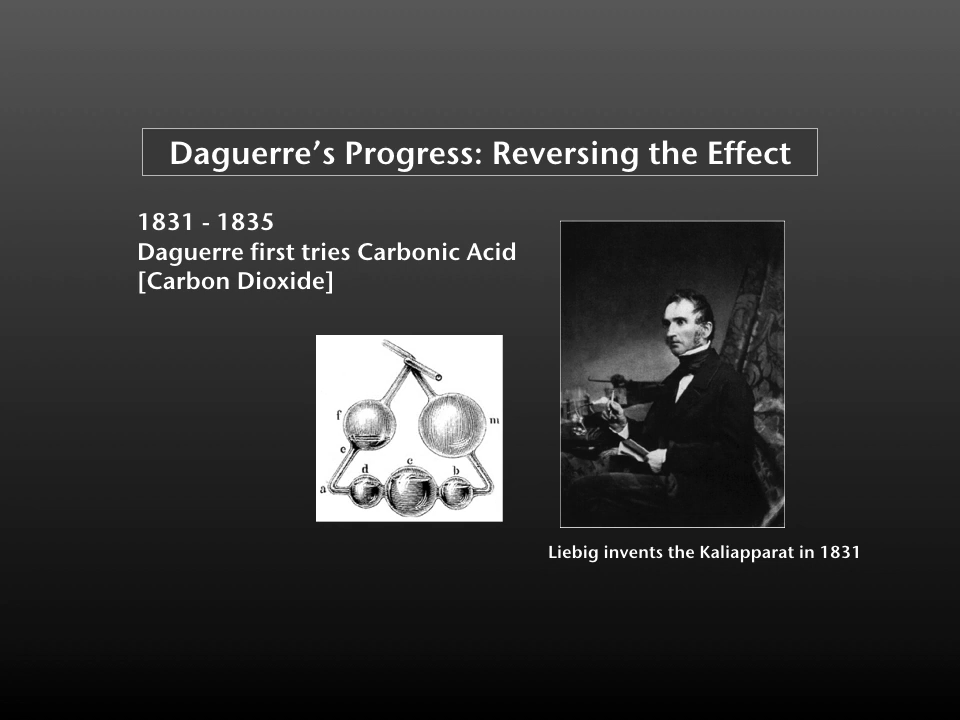 Daguerre’s Progress: Reversing the Effect
1831 - 1835
Daguerre first tries Carbonic Acid
[Carbon Dioxide]
f
m
e
d
c
b
a
Liebig invents the Kaliapparat in 1831